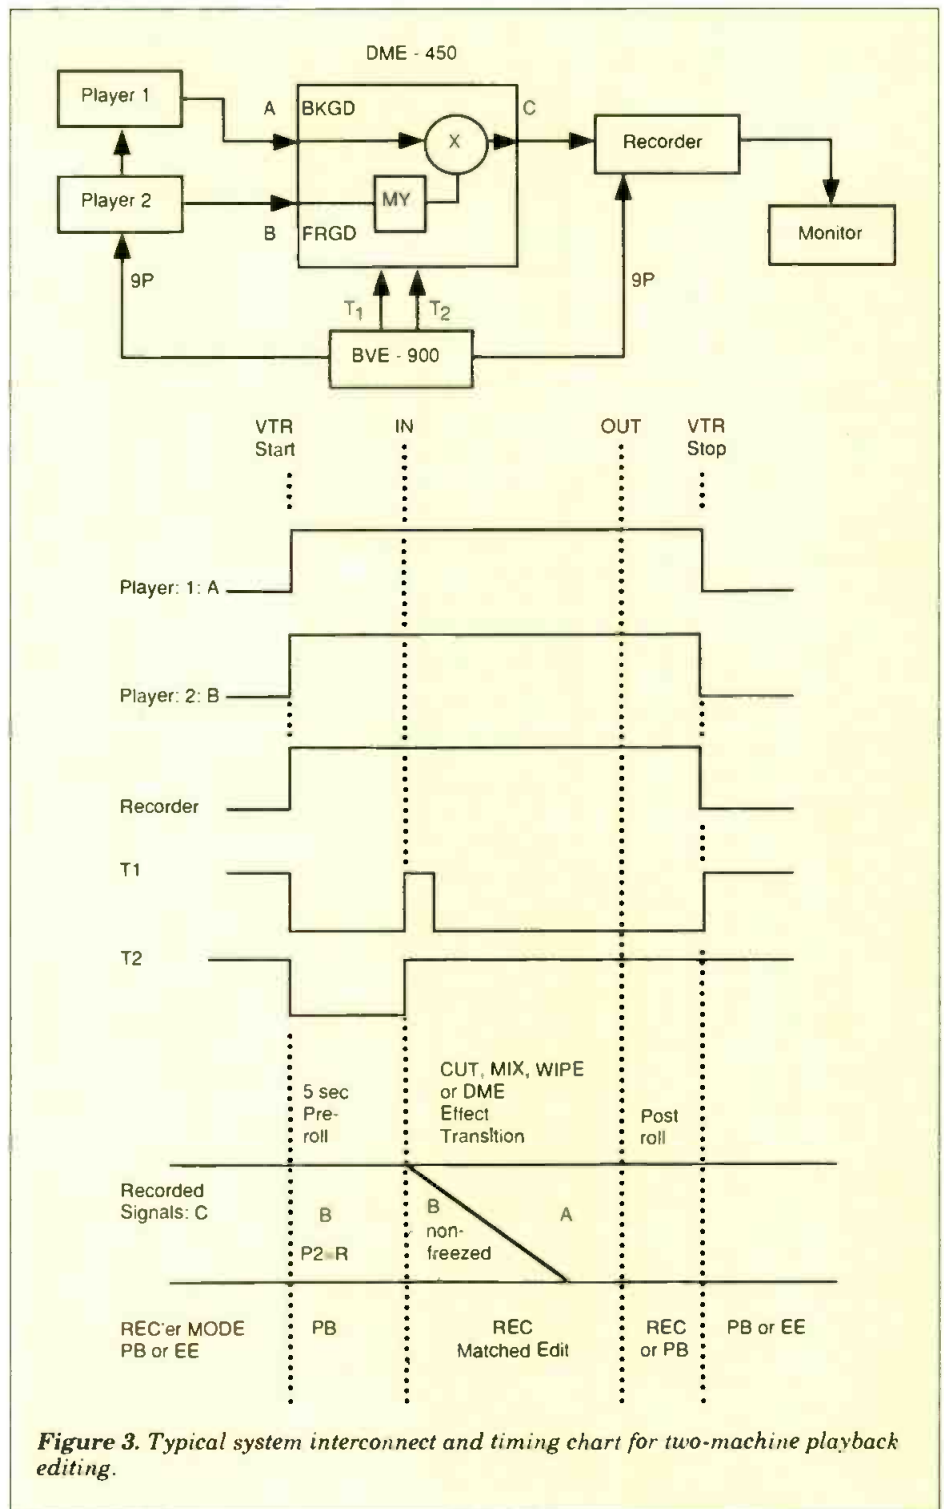 DME - 450
Player 1
A
BKGD
C
X
Recorder
Player 2
MY
B
FRGD
Monitor
9P
T1
T2
9P
BVE - 900
VTR
Start
IN
OUT
VTR
Stop
Player: 1: A
Player: 2: B
Recorder
T1
T2
5 sec
Pre-
roll
CUT, MIX, WIPE
or DME
Effect
Transition
Post
roll
Recorded
Signals: C
B
P2=R
B
non-
freezed
A
REC'er MODE
PB or EE
PB
REC
Matched Edit
REC
or PB
PB or EE
Figure 3. Typical system interconnect and timing chart for two-machine playback
editing.